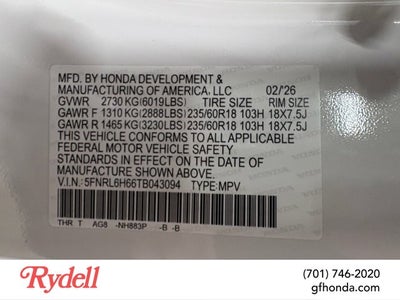 MFD. BY HONDA DEVELOPMENT &
MANUFACTURING OF AMERICA, LLC 02/'26
GVWR 2730 KG(6019LBS) TIRE SIZE RIM SIZE
GAWR F 1310 KG(2888LBS) 235/60R18 103H 18X7.5J
GAWR R 1465 KG(3230LBS) 235/60R18 103H 18X7.5J
THIS VEHICLE CONFORMS TO ALL APPLICABLE
FEDERAL MOTOR VEHICLE SAFETY
STANDARDS IN EFFECT ON THE DATE OF
MANUFACTURE SHOWN ABOVE.
V.I.N.: 5FNRL6H66TB043094 TYPE: MPV
THR T AG8 -NH883P -B -B
Rydell
(701) 746-2020
gfhonda.com